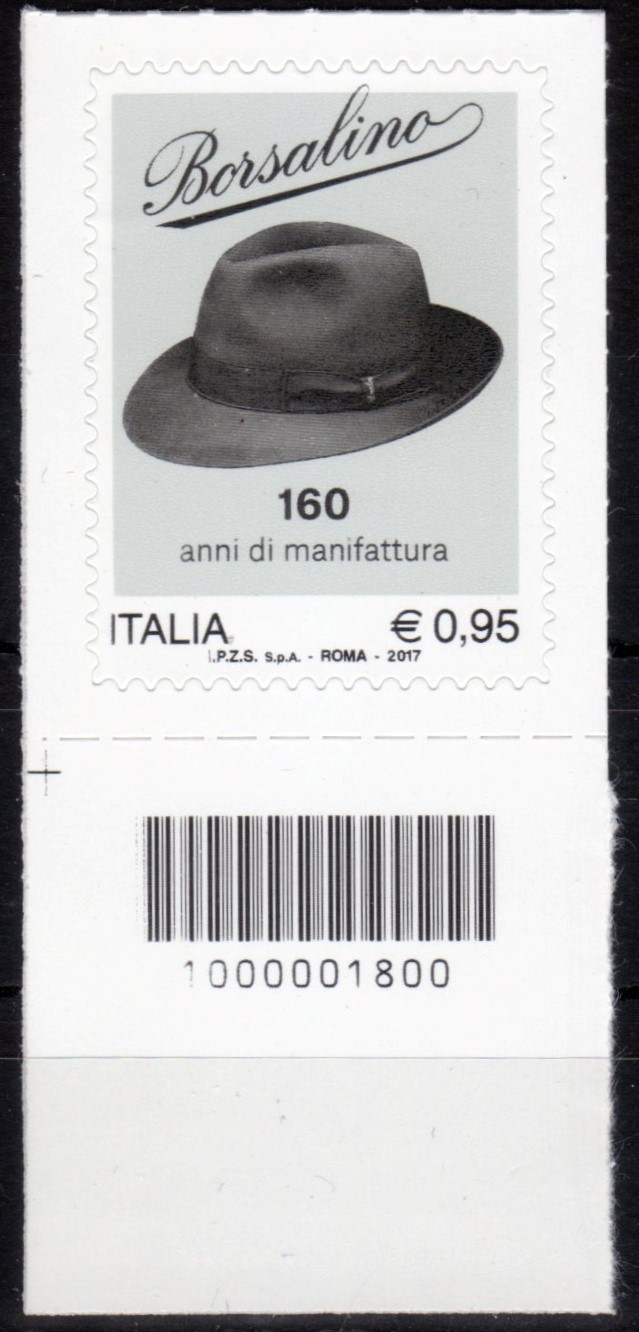 Borsalino
160
anni di manifattura
ITALIA € 0,95
I.P.Z.S. S.p.A. - ROMA - 2017
1000001800